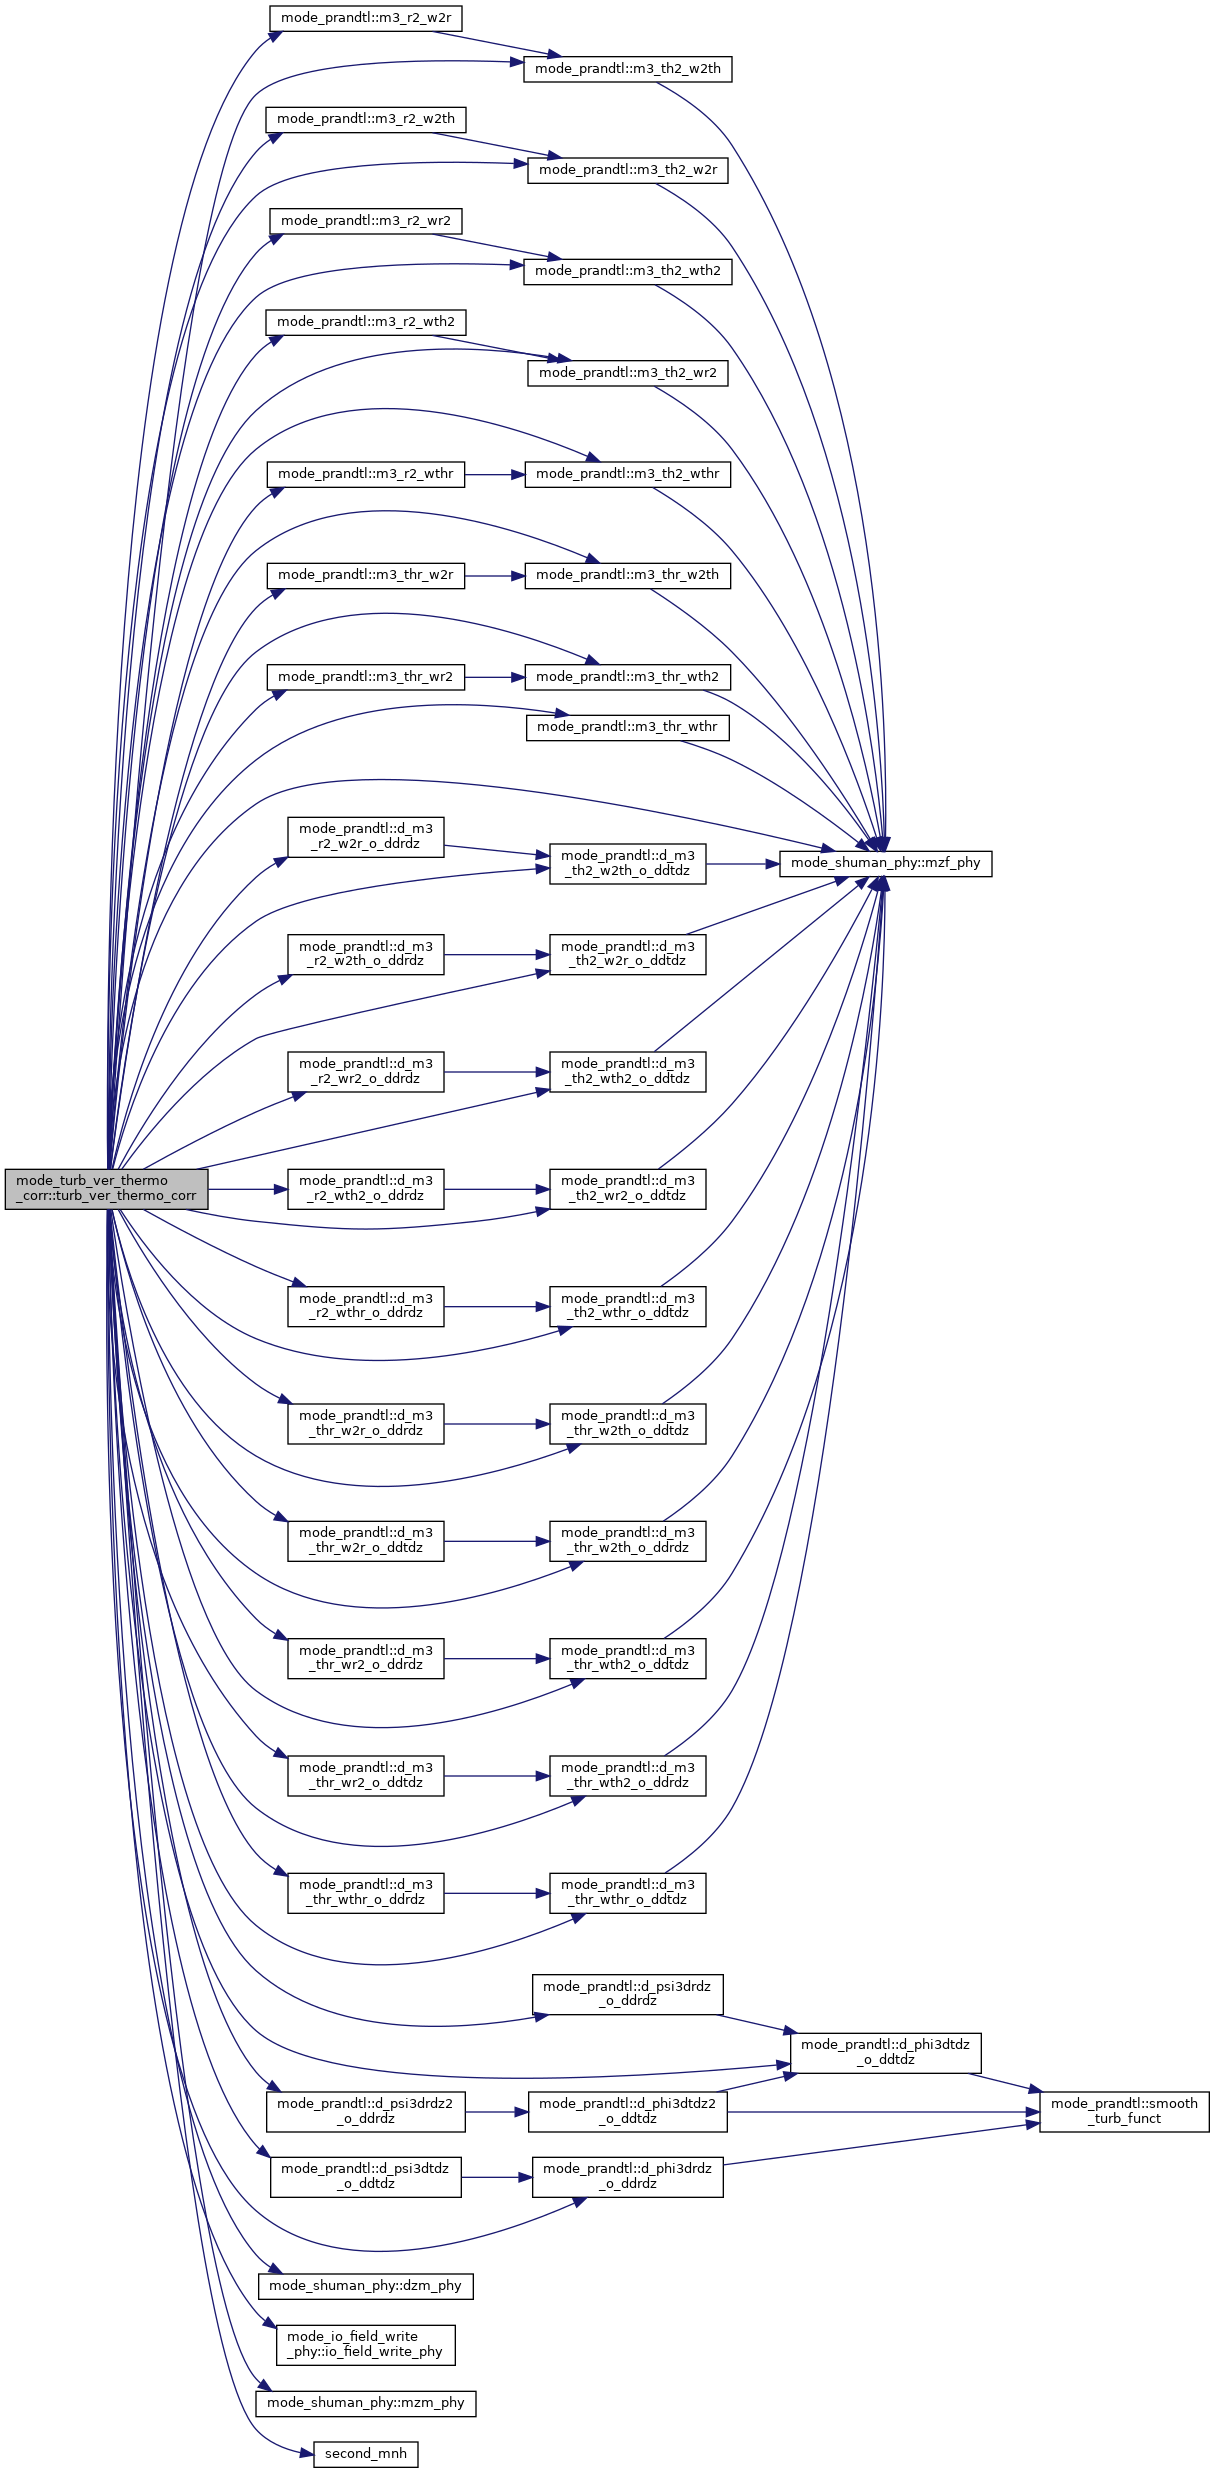 mode_prandtl::m3_r2_w2r
mode_prandtl::m3_th2_w2th
mode_prandtl::m3_r2_w2th
mode_prandtl::m3_th2_w2r
mode_prandtl::m3_r2_wr2
mode_prandtl::m3_th2_wth2
mode_prandtl::m3_r2_wth2
mode_prandtl::m3_th2_wr2
mode_prandtl::m3_r2_wthr
mode_prandtl::m3_th2_wthr
mode_prandtl::m3_thr_w2r
mode_prandtl::m3_thr_w2th
mode_prandtl::m3_thr_wr2
mode_prandtl::m3_thr_wth2
mode_prandtl::m3_thr_wthr
mode_prandtl::d_m3
_r2_w2r_o_ddrdz
mode_prandtl::d_m3
_th2_w2th_o_ddtdz
mode_shuman_phy::mzf_phy
mode_prandtl::d_m3
_r2_w2th_o_ddrdz
mode_prandtl::d_m3
_th2_w2r_o_ddtdz
mode_prandtl::d_m3
_r2_wr2_o_ddrdz
mode_prandtl::d_m3
_th2_wth2_o_ddtdz
mode_turb_ver_thermo
_corr::turb_ver_thermo_corr
mode_prandtl::d_m3
_r2_wth2_o_ddrdz
mode_prandtl::d_m3
_th2_wr2_o_ddtdz
mode_prandtl::d_m3
_r2_wthr_o_ddrdz
mode_prandtl::d_m3
_th2_wthr_o_ddtdz
mode_prandtl::d_m3
_thr_w2r_o_ddrdz
mode_prandtl::d_m3
_thr_w2th_o_ddtdz
mode_prandtl::d_m3
_thr_w2r_o_ddtdz
mode_prandtl::d_m3
_thr_w2th_o_ddrdz
mode_prandtl::d_m3
_thr_wr2_o_ddrdz
mode_prandtl::d_m3
_thr_wth2_o_ddtdz
mode_prandtl::d_m3
_thr_wr2_o_ddtdz
mode_prandtl::d_m3
_thr_wth2_o_ddrdz
mode_prandtl::d_m3
_thr_wthr_o_ddrdz
mode_prandtl::d_m3
_thr_wthr_o_ddtdz
mode_prandtl::d_psi3drdz
_o_ddrdz
mode_prandtl::d_phi3dtdz
_o_ddtdz
mode_prandtl::d_psi3drdz2
_o_ddrdz
mode_prandtl::d_phi3dtdz2
_o_ddtdz
mode_prandtl::smooth
_turb_funct
mode_prandtl::d_psi3dtdz
_o_ddtdz
mode_prandtl::d_phi3drdz
_o_ddrdz
mode_shuman_phy::dzm_phy
mode_io_field_write
_phy::io_field_write_phy
mode_shuman_phy::mzm_phy
second_mnh